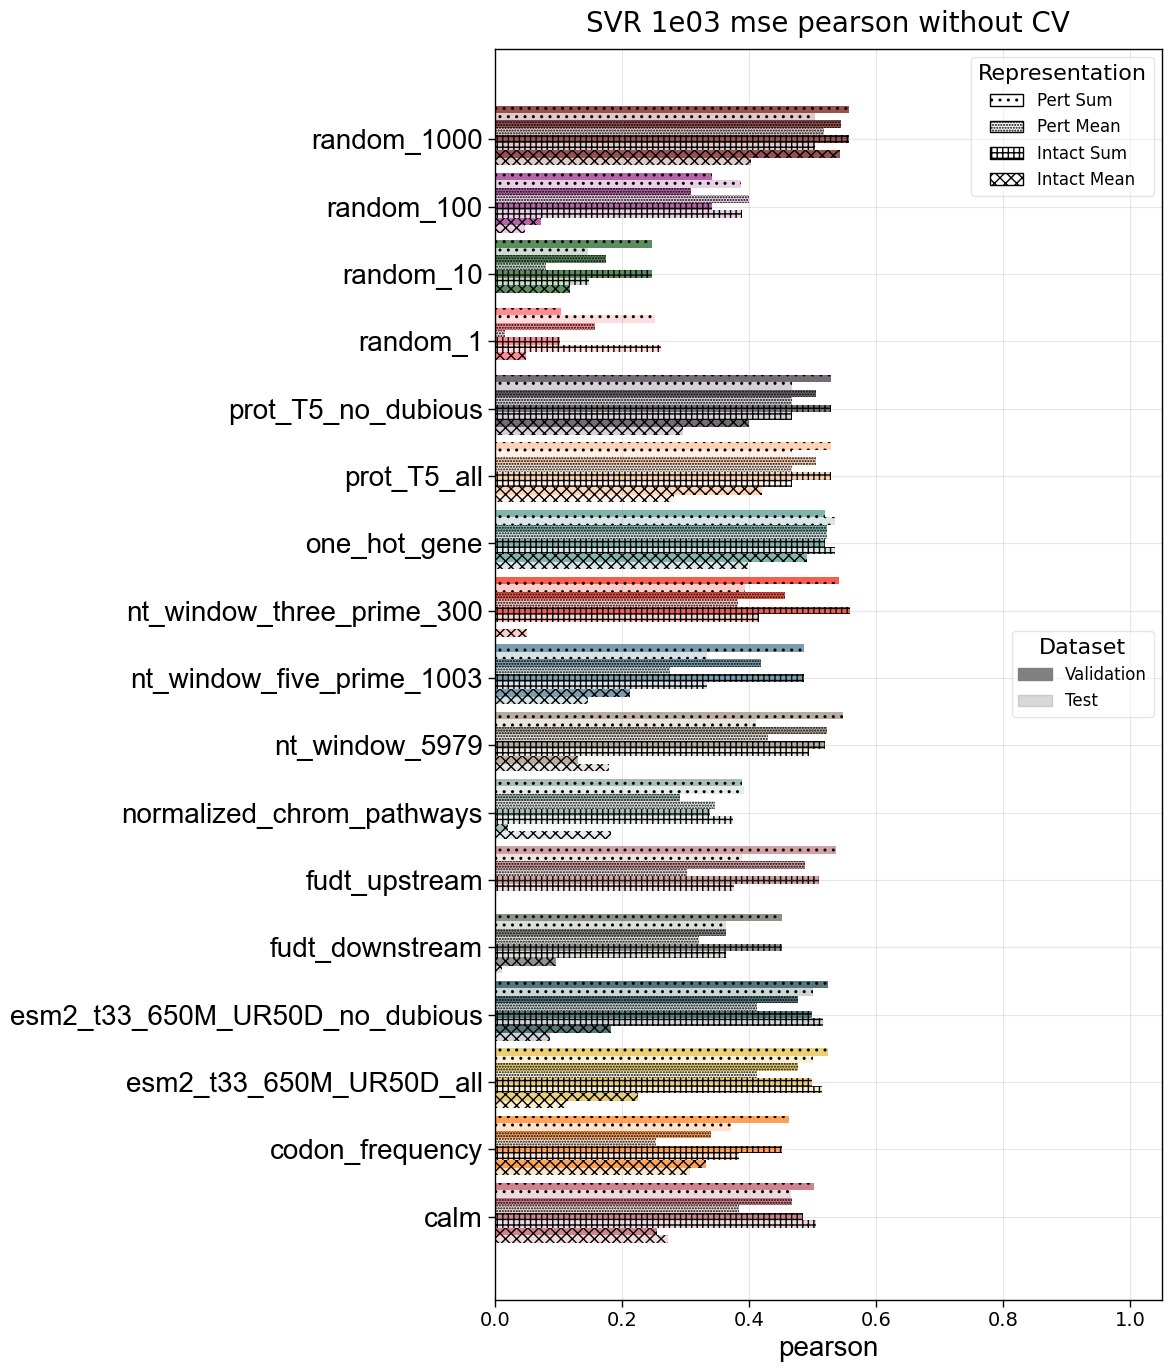 SVR 1e03 mse pearson without CV
Representation
Pert Sum
Pert Mean
Intact Sum
Intact Mean
random_1000
random_100
random_10
random_1
prot_T5_no_dubious
prot_T5_all
one_hot_gene
nt_window_three_prime_300
Dataset
Validation
Test
nt_window_five_prime_1003
nt_window_5979
normalized_chrom_pathways
fudt_upstream
fudt_downstream
esm2_t33_650M_UR50D_no_dubious
esm2_t33_650M_UR50D_all
codon_frequency
calm
0.0 0.2 0.4 0.6 0.8 1.0
pearson